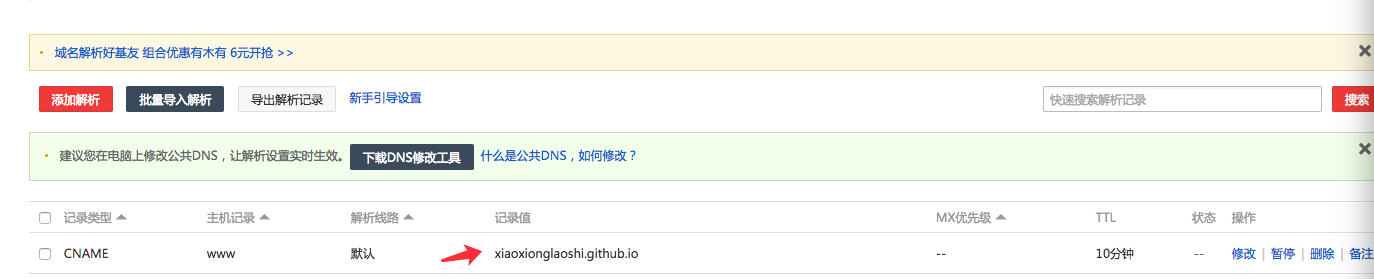 域名解析好基友 组合优惠有木有 6元开抢 >>
添加解析 批量导入解析 导出解析记录 新手引导设置 快速搜索解析记录 搜索
建议您在电脑上修改公共DNS，让解析设置实时生效。 下载DNS修改工具 什么是公共DNS，如何修改？
记录类型 主机记录 解析线路 记录值 MX优先级 TTL 状态 操作
CNAME www 默认 xiaoxionglaoshi.github.io -- 10分钟 -- 修改 | 暂停 | 删除 | 备注